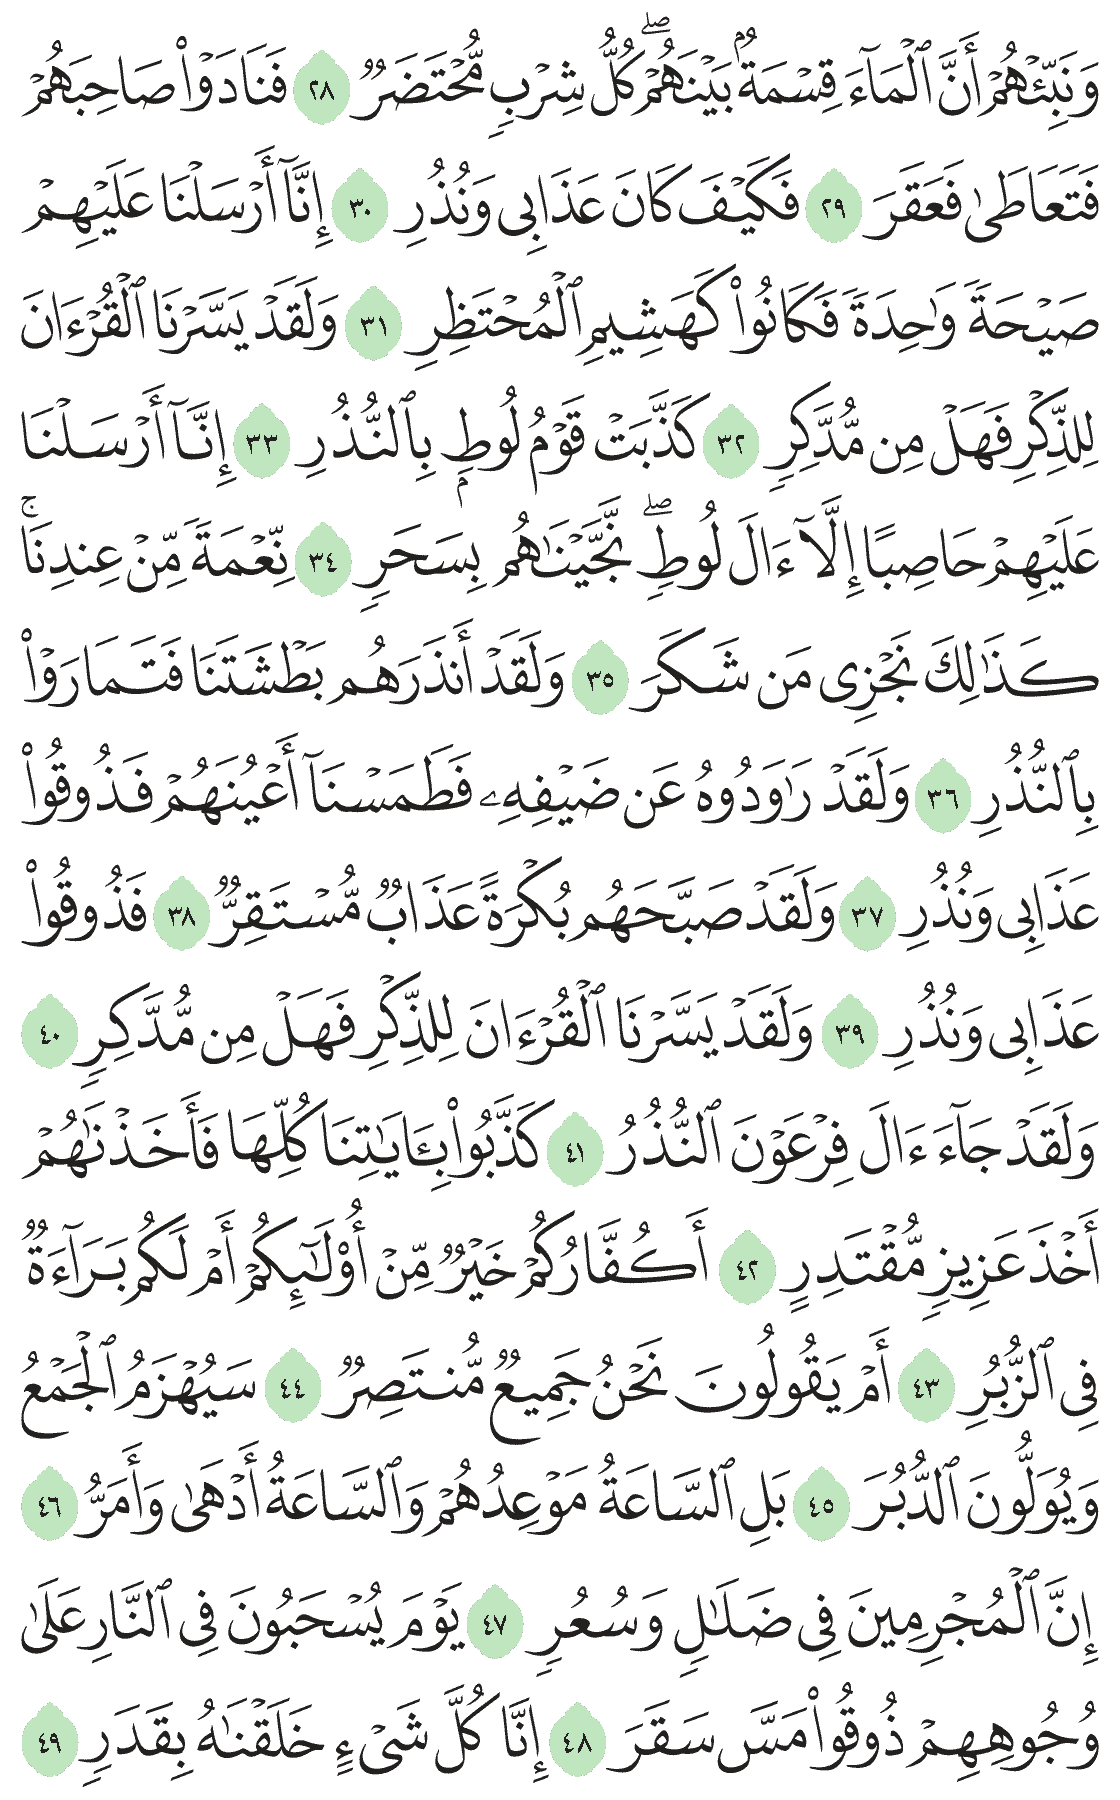 وَنَبِّئۡهُمۡ أَنَّ ٱلۡمَآءَ قِسۡمَةُۢ بَيۡنَهُمۡۖ كُلُّ شِرۡبٖ مُّحۡتَضَرٞ ٢٨ فَنَادَوۡاْ صَاحِبَهُمۡ
فَتَعَاطَىٰ فَعَقَرَ ٢٩ فَكَيۡفَ كَانَ عَذَابِي وَنُذُرِ ٣٠ إِنَّآ أَرۡسَلۡنَا عَلَيۡهِمۡ
صَيۡحَةٗ وَٰحِدَةٗ فَكَانُواْ كَهَشِيمِ ٱلۡمُحۡتَظِرِ ٣١ وَلَقَدۡ يَسَّرۡنَا ٱلۡقُرۡءَانَ
لِلذِّكۡرِ فَهَلۡ مِن مُّدَّكِرٖ ٣٢ كَذَّبَتۡ قَوۡمُ لُوطِۭ بِٱلنُّذُرِ ٣٣ إِنَّآ أَرۡسَلۡنَا
عَلَيۡهِمۡ حَاصِبًا إِلَّآ ءَالَ لُوطٖۖ نَّجَّيۡنَٰهُم بِسَحَرٖ ٣٤ نِّعۡمَةٗ مِّنۡ عِندِنَاۚ
كَذَٰلِكَ نَجۡزِي مَن شَكَرَ ٣٥ وَلَقَدۡ أَنذَرَهُم بَطۡشَتَنَا فَتَمَارَوۡاْ
بِٱلنُّذُرِ ٣٦ وَلَقَدۡ رَٰوَدُوهُ عَن ضَيۡفِهِۦ فَطَمَسۡنَآ أَعۡيُنَهُمۡ فَذُوقُواْ
عَذَابِي وَنُذُرِ ٣٧ وَلَقَدۡ صَبَّحَهُم بُكۡرَةً عَذَابٞ مُّسۡتَقِرّٞ ٣٨ فَذُوقُواْ
عَذَابِي وَنُذُرِ ٣٩ وَلَقَدۡ يَسَّرۡنَا ٱلۡقُرۡءَانَ لِلذِّكۡرِ فَهَلۡ مِن مُّدَّكِرٖ ٤٠
وَلَقَدۡ جَآءَ ءَالَ فِرۡعَوۡنَ ٱلنُّذُرُ ٤١ كَذَّبُواْ بِـَٔايَٰتِنَا كُلِّهَا فَأَخَذۡنَٰهُمۡ
أَخۡذَ عَزِيزٖ مُّقۡتَدِرٍ ٤٢ أَكُفَّارُكُمۡ خَيۡرٞ مِّنۡ أُوْلَٰٓئِكُمۡ أَمۡ لَكُم بَرَآءَةٞ
فِي ٱلزُّبُرِ ٤٣ أَمۡ يَقُولُونَ نَحۡنُ جَمِيعٞ مُّنتَصِرٞ ٤٤ سَيُهۡزَمُ ٱلۡجَمۡعُ
وَيُوَلُّونَ ٱلدُّبُرَ ٤٥ بَلِ ٱلسَّاعَةُ مَوۡعِدُهُمۡ وَٱلسَّاعَةُ أَدۡهَىٰ وَأَمَرُّ ٤٦
إِنَّ ٱلۡمُجۡرِمِينَ فِي ضَلَٰلٖ وَسُعُرٖ ٤٧ يَوۡمَ يُسۡحَبُونَ فِي ٱلنَّارِ عَلَىٰ
وُجُوهِهِمۡ ذُوقُواْ مَسَّ سَقَرَ ٤٨ إِنَّا كُلَّ شَيۡءٍ خَلَقۡنَٰهُ بِقَدَرٖ ٤٩